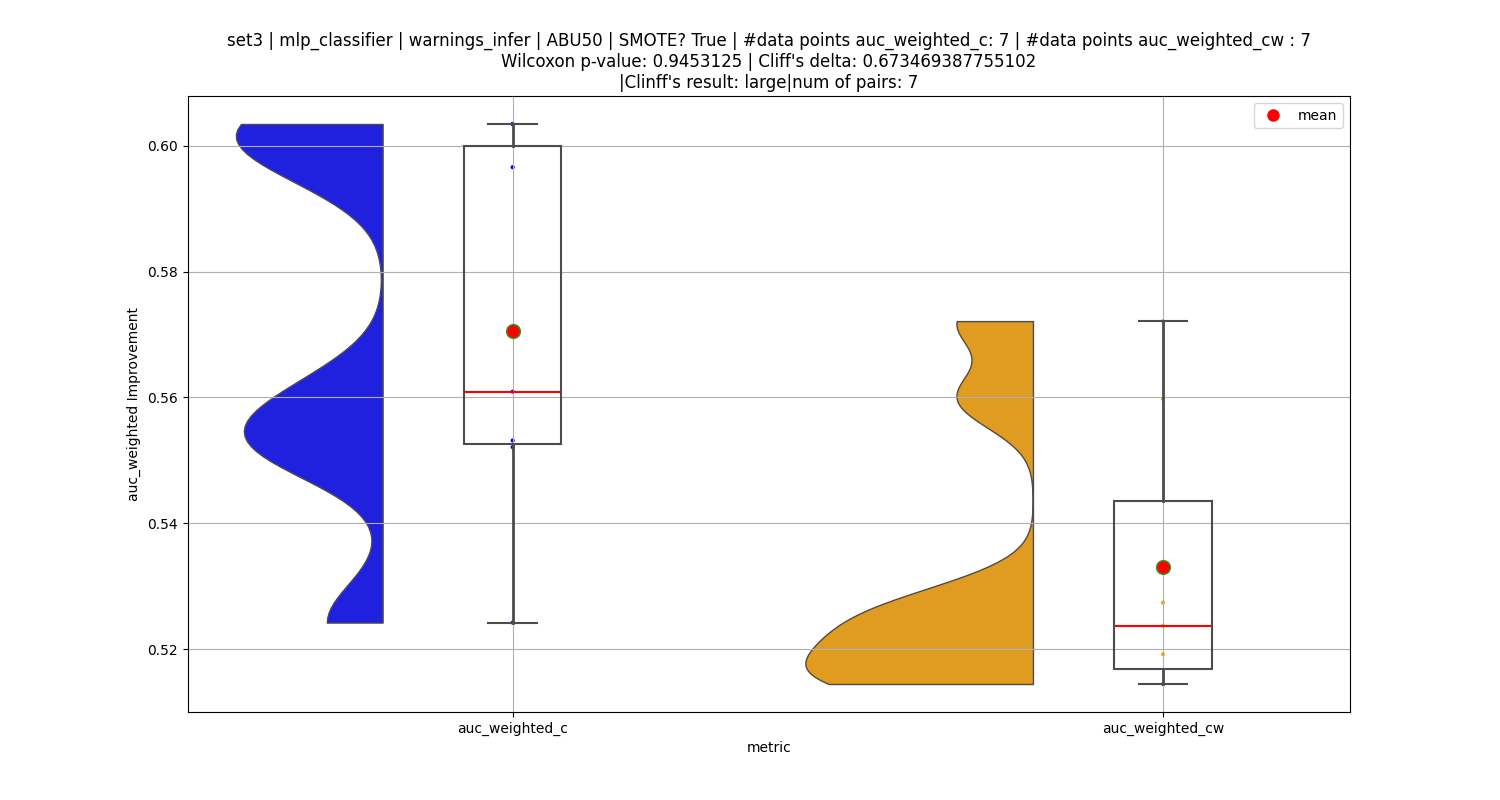 set3 | mlp_classifier | warnings_infer | ABU50 | SMOTE? True | #data points auc_weighted_c: 7 | #data points auc_weighted_cw : 7
Wilcoxon p-value: 0.9453125 | Cliff's delta: 0.673469387755102
|Clinff's result: large|num of pairs: 7
mean
0.60
0.58
0.56
0.54
0.52
auc_weighted Improvement
auc_weighted_c
auc_weighted_cw
metric